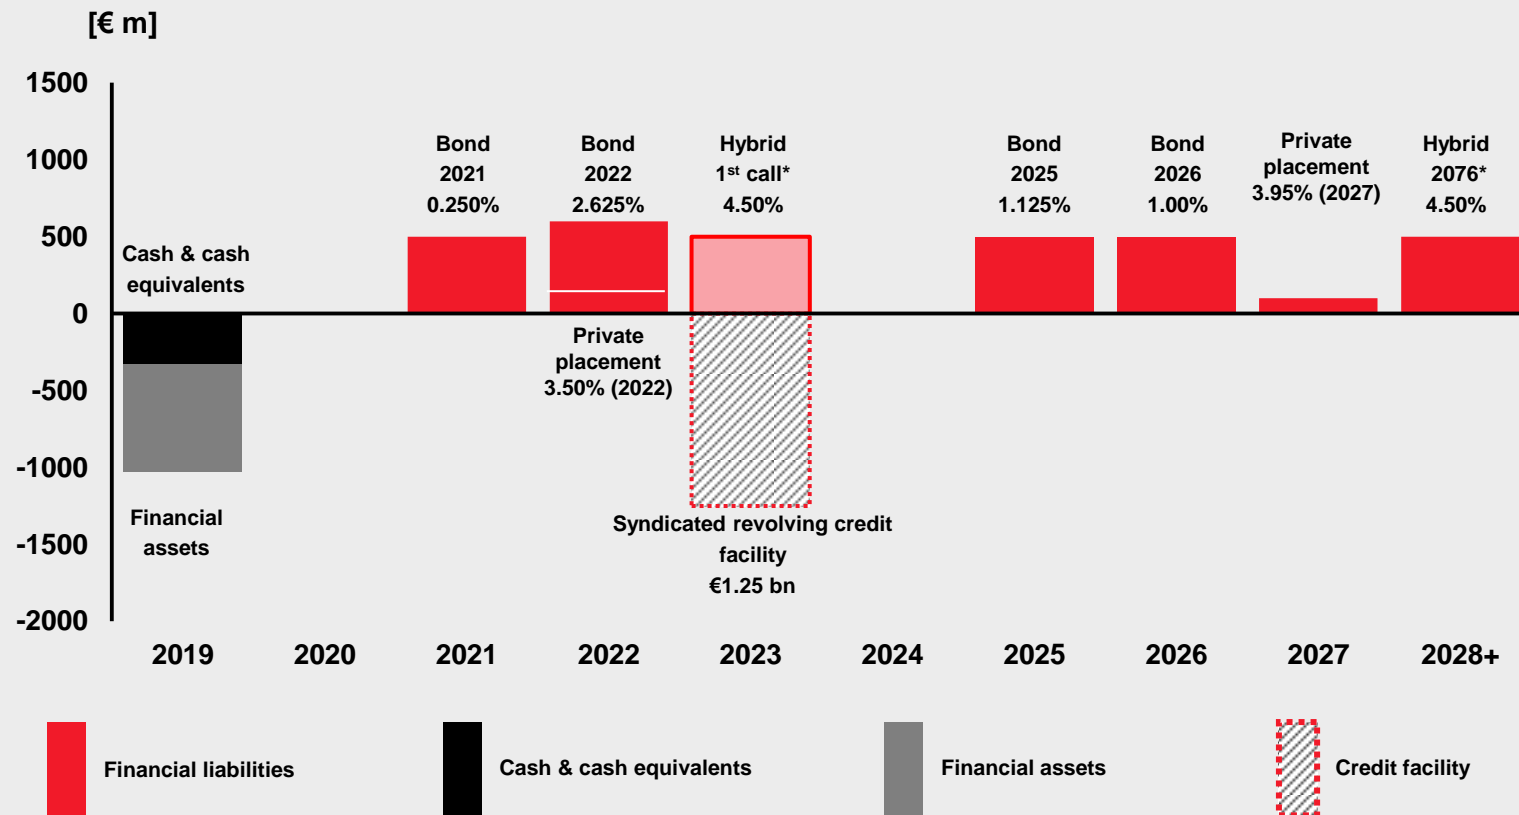 [€ m]
1500
1000
500
0
-500
-1000
-1500
-2000
Cash & cash
equivalents
Financial
assets
Bond
2021
0.250%
Bond
2022
2.625%
Private
placement
3.50% (2022)
Hybrid
1st call*
4.50%
Syndicated revolving credit
facility
€1.25 bn
Bond
2025
1.125%
Bond
2026
1.00%
Private
placement
3.95% (2027)
Hybrid
2076*
4.50%
2019 2020 2021 2022 2023 2024 2025 2026 2027 2028+
Financial liabilities
Cash & cash equivalents
Financial assets
Credit facility